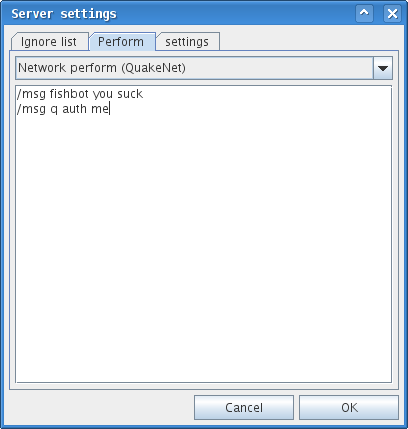 Server settings
Ignore list
Perform
settings
Network perform (QuakeNet)
/msg fishbot you suck
/msg q auth me
Cancel
OK